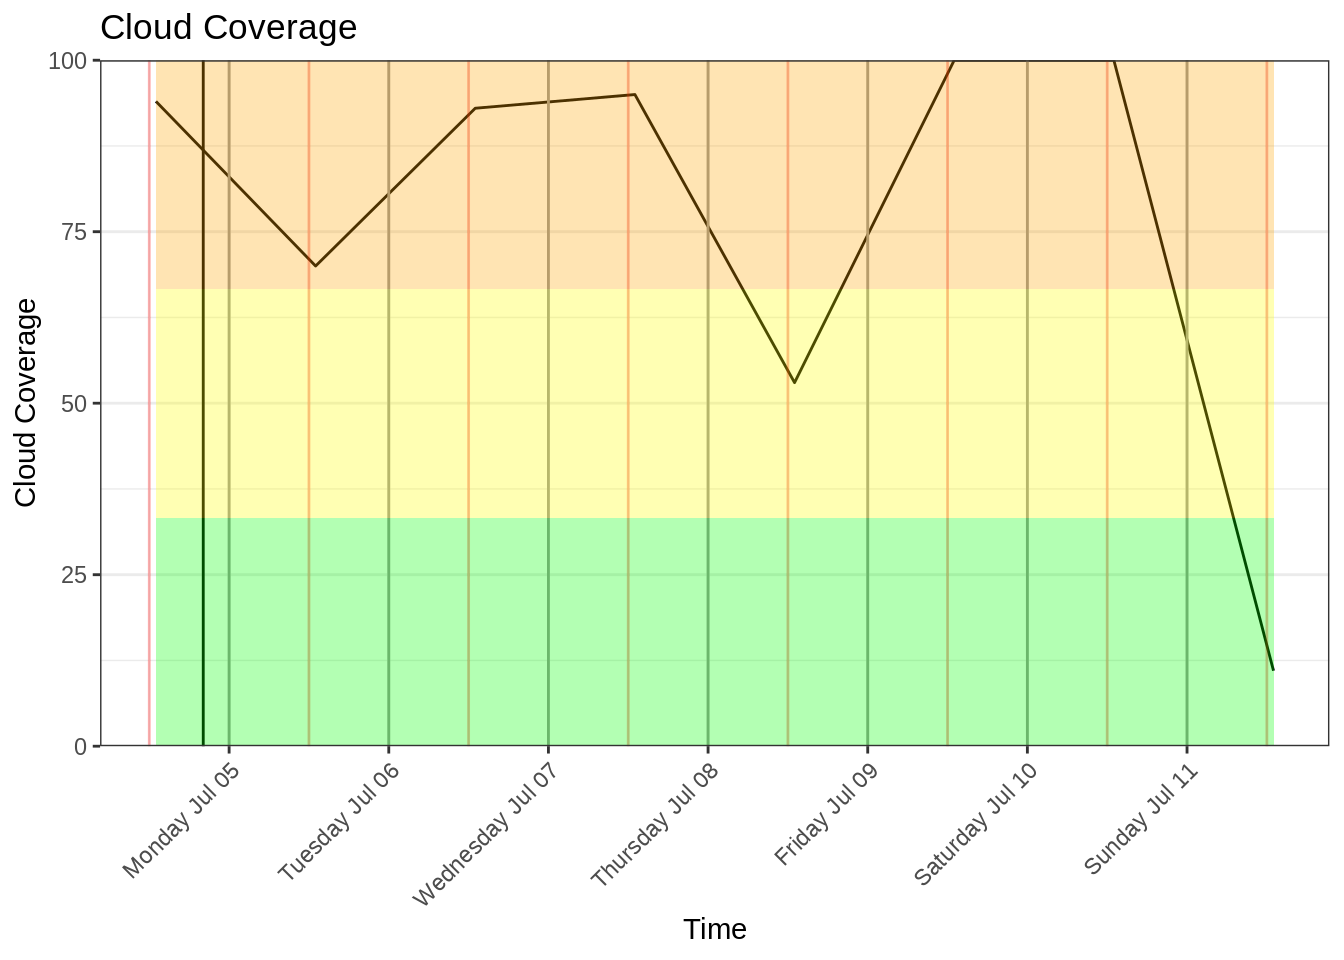 Cloud Coverage
100
75
50
25
0
Cloud Coverage
Monday Jul 05
Tuesday Jul 06
Wednesday Jul 07
Thursday Jul 08
Friday Jul 09
Saturday Jul 10
Sunday Jul 11
Time